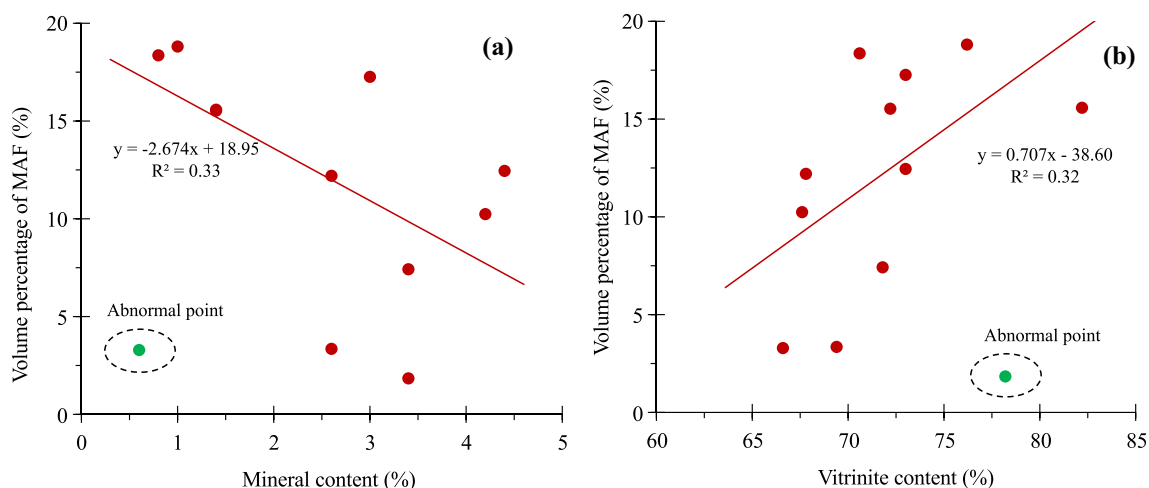 (a)
Volume percentage of MAF (%)
20
15
10
5
0
y = -2.674x + 18.95
R² = 0.33
Abnormal point
0 1 2 3 4 5
Mineral content (%)
(b)
Volume percentage of MAF (%)
20
15
10
5
0
y = 0.707x - 38.60
R² = 0.32
Abnormal point
60 65 70 75 80 85
Vitrinite content (%)